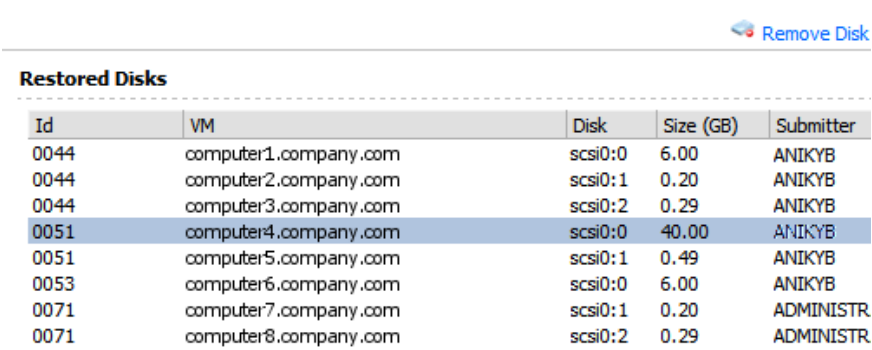 Remove Disk
Restored Disks
Id VM Disk Size (GB) Submitter
0044 computer1.company.com scsi0:0 6.00 ANIKYB
0044 computer2.company.com scsi0:1 0.20 ANIKYB
0044 computer3.company.com scsi0:2 0.29 ANIKYB
0051 computer4.company.com scsi0:0 40.00 ANIKYB
0051 computer5.company.com scsi0:1 0.49 ANIKYB
0053 computer6.company.com scsi0:0 6.00 ANIKYB
0071 computer7.company.com scsi0:1 0.20 ADMINISTR
0071 computer8.company.com scsi0:2 0.29 ADMINISTR